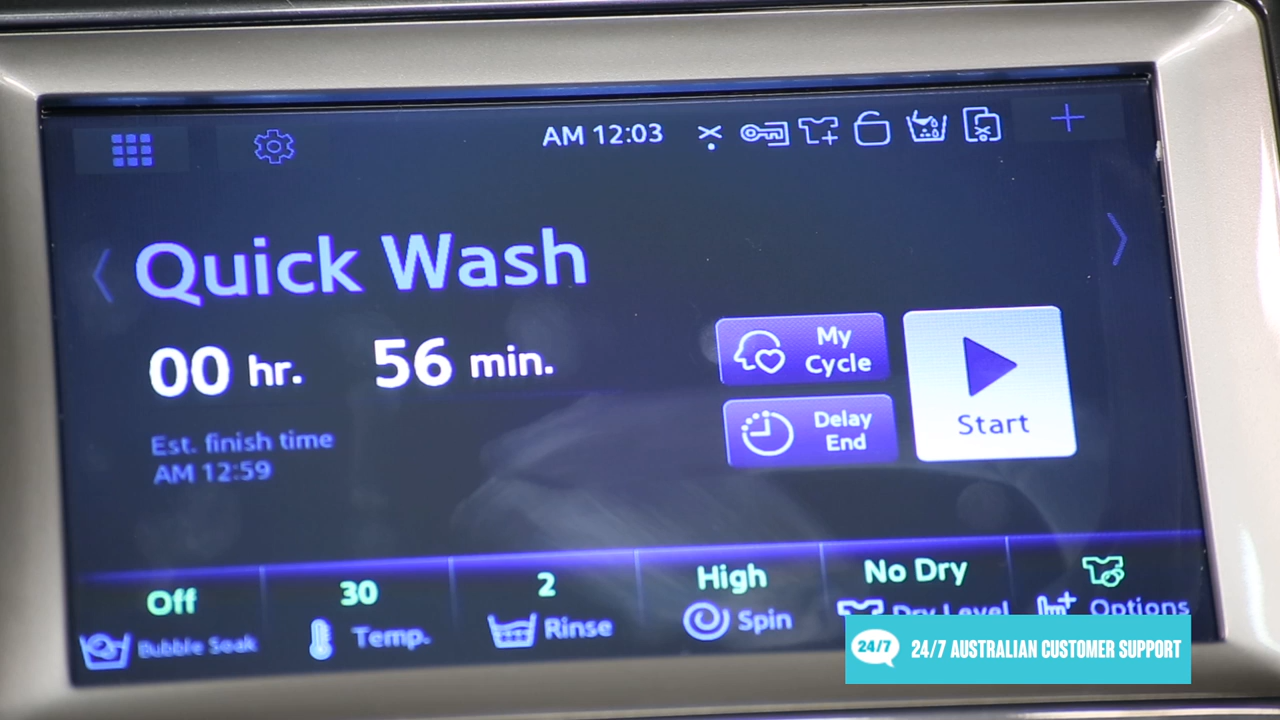 AM 12:03
Quick Wash
00 hr. 56 min.
Est. finish time
AM 12:59
My
Cycle
Delay
End
Start
Off
Bubble Soak
30
Temp.
2
Rinse
High
Spin
No Dry
Dry Level
Options
24/7
24/7 AUSTRALIAN CUSTOMER SUPPORT